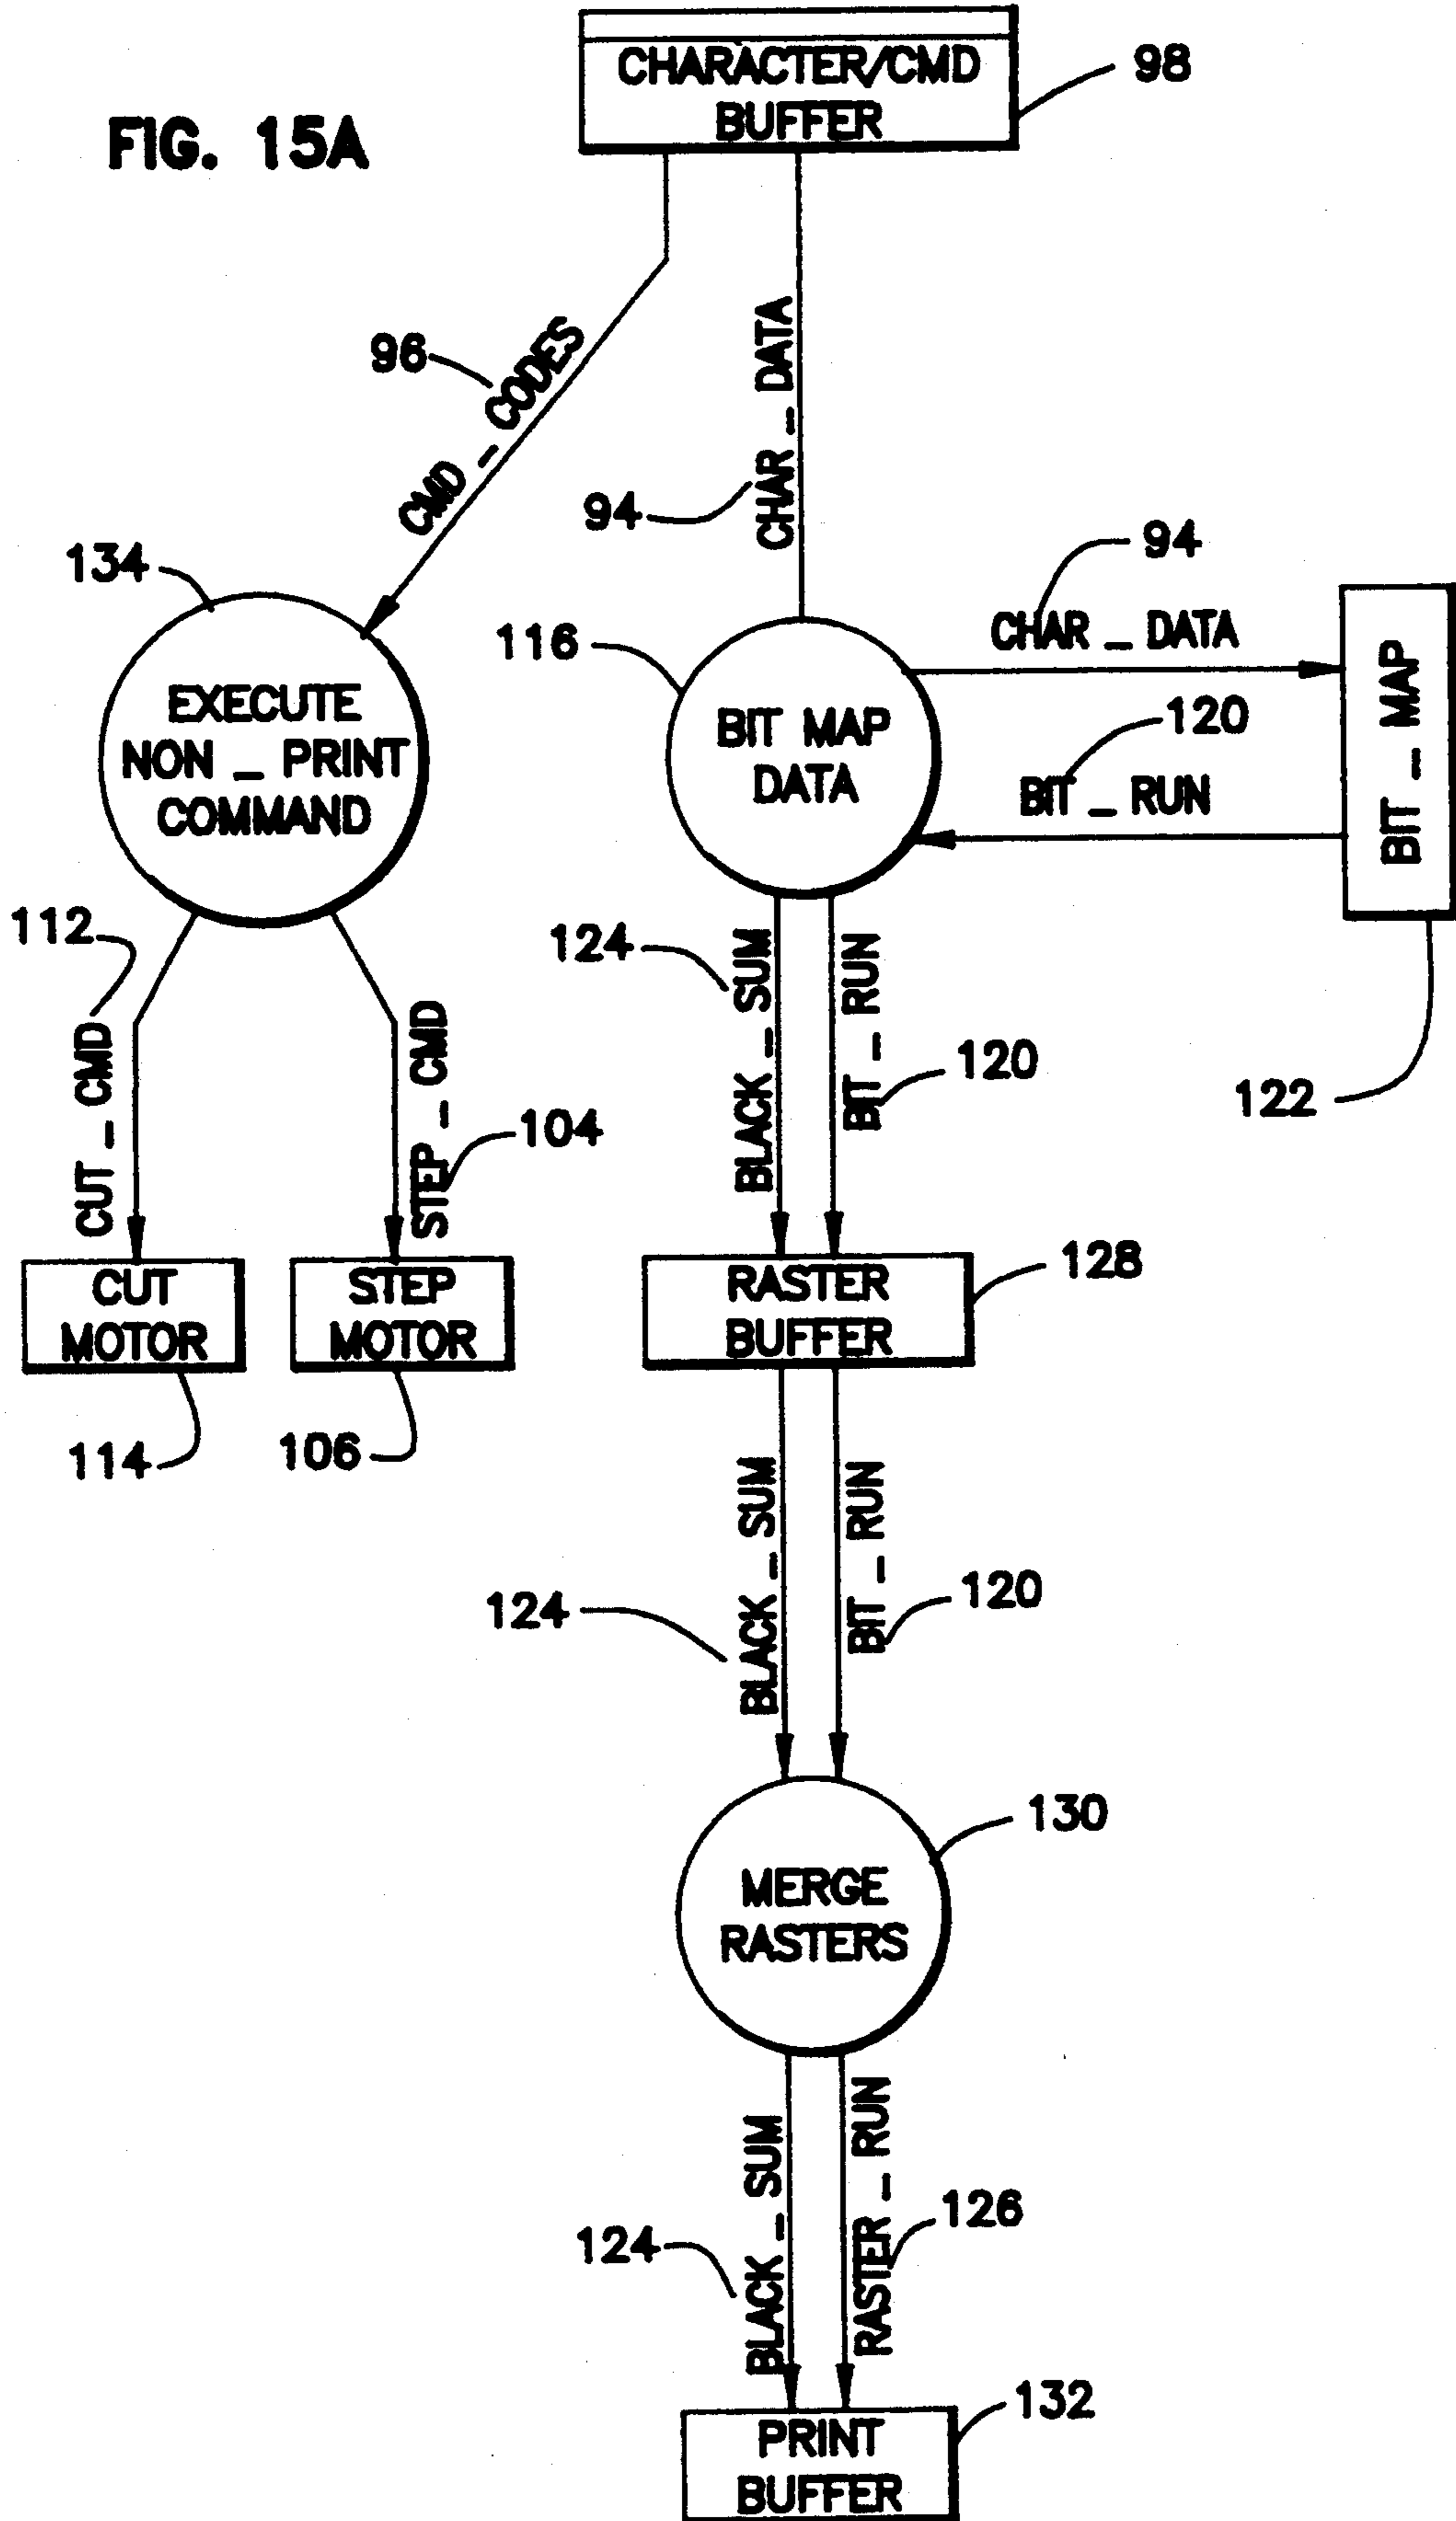 FIG. 15A
CHARACTER/CMD
BUFFER
98
96
CMD _ CODES
94
CHAR _ DATA
134
EXECUTE
NON _ PRINT
COMMAND
116
BIT MAP
DATA
94
CHAR _ DATA
120
BIT _ RUN
BIT _ MAP
122
112
CUT _ CMD
STEP _ CMD
104
124
BLACK _ SUM
BIT _ RUN
120
CUT
MOTOR
114
STEP
MOTOR
106
RASTER
BUFFER
128
124
BLACK _ SUM
BIT _ RUN
120
MERGE
RASTERS
130
124
BLACK _ SUM
RASTER _ RUN
126
PRINT
BUFFER
132